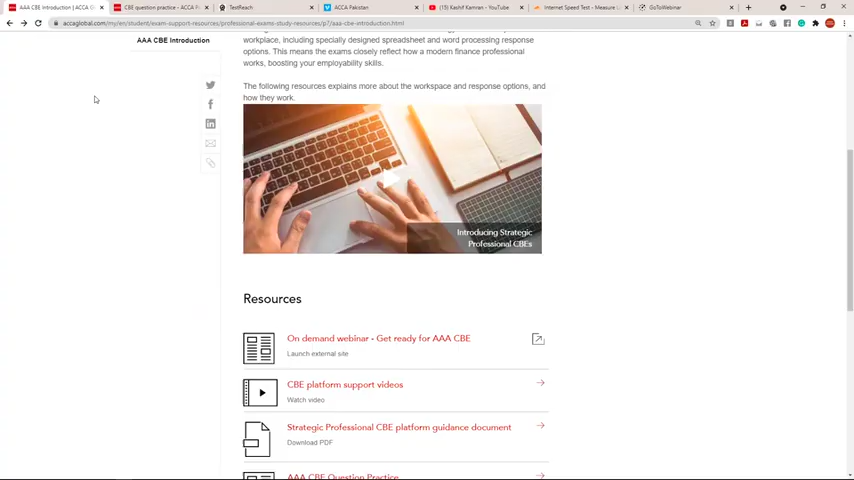 AAA CBE Introduction | ACCA G
CBE question practice - ACCA P
TestReach
ACCA Pakistan
(13) Kashif Kamran - YouTube
Internet Speed Test - Measure
GoToWebinar
accaglobal.com/my/en/student/exam-support-resources/professional-exams-study-resources/p7/aaa-cbe-introduction.html
AAA CBE Introduction
workplace, including specially designed spreadsheet and word processing response
options. This means the exams closely reflect how a modern finance professional
works, boosting your employability skills.
The following resources explains more about the workspace and response options, and
how they work.
Introducing Strategic
Professional CBEs
Resources
On demand webinar - Get ready for AAA CBE
Launch external site
CBE platform support videos
Watch video
Strategic Professional CBE platform guidance document
Download PDF
AAA CBE Question Practice